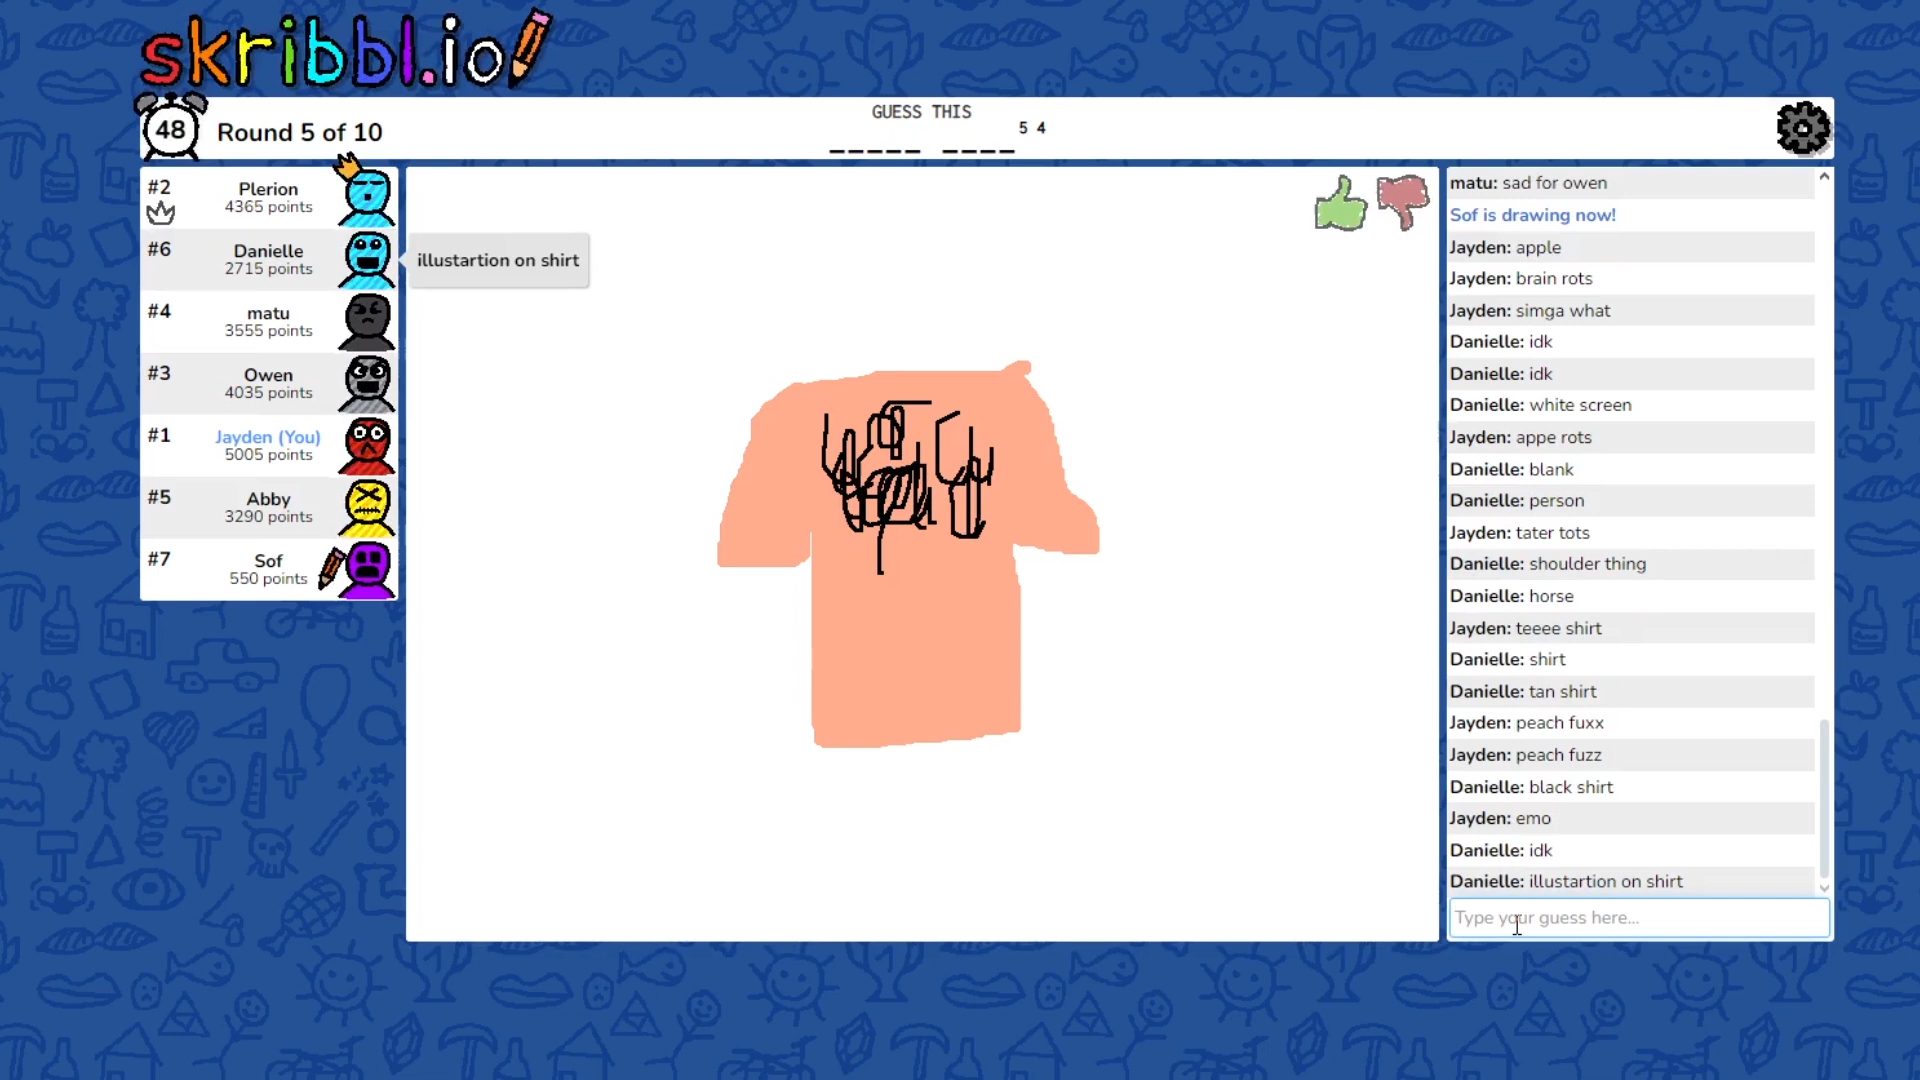 skribbl.io
48
Round 5 of 10
GUESS THIS
_____ ____ 5 4
#2
Plerion
4365 points
#6
Danielle
2715 points
illustartion on shirt
#4
matu
3555 points
#3
Owen
4035 points
#1
Jayden (You)
5005 points
#5
Abby
3290 points
#7
Sof
550 points
matu: sad for owen
Sof is drawing now!
Jayden: apple
Jayden: brain rots
Jayden: simga what
Danielle: idk
Danielle: idk
Danielle: white screen
Jayden: appe rots
Danielle: blank
Danielle: person
Jayden: tater tots
Danielle: shoulder thing
Danielle: horse
Jayden: teeee shirt
Danielle: shirt
Danielle: tan shirt
Jayden: peach fuxx
Jayden: peach fuzz
Danielle: black shirt
Jayden: emo
Danielle: idk
Danielle: illustartion on shirt
Type your guess here...